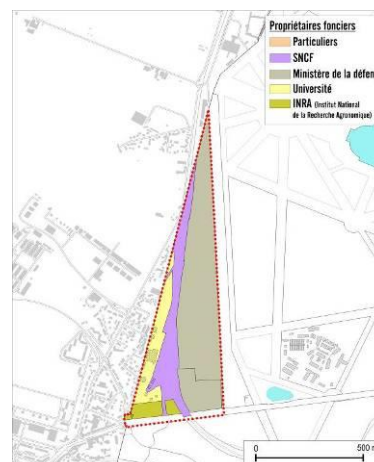 Propriétaires fonciers
Particuliers
SNCF
Ministère de la défen
Université
INRA (Institut National
de la Recherche Agronomique)
0
500 m